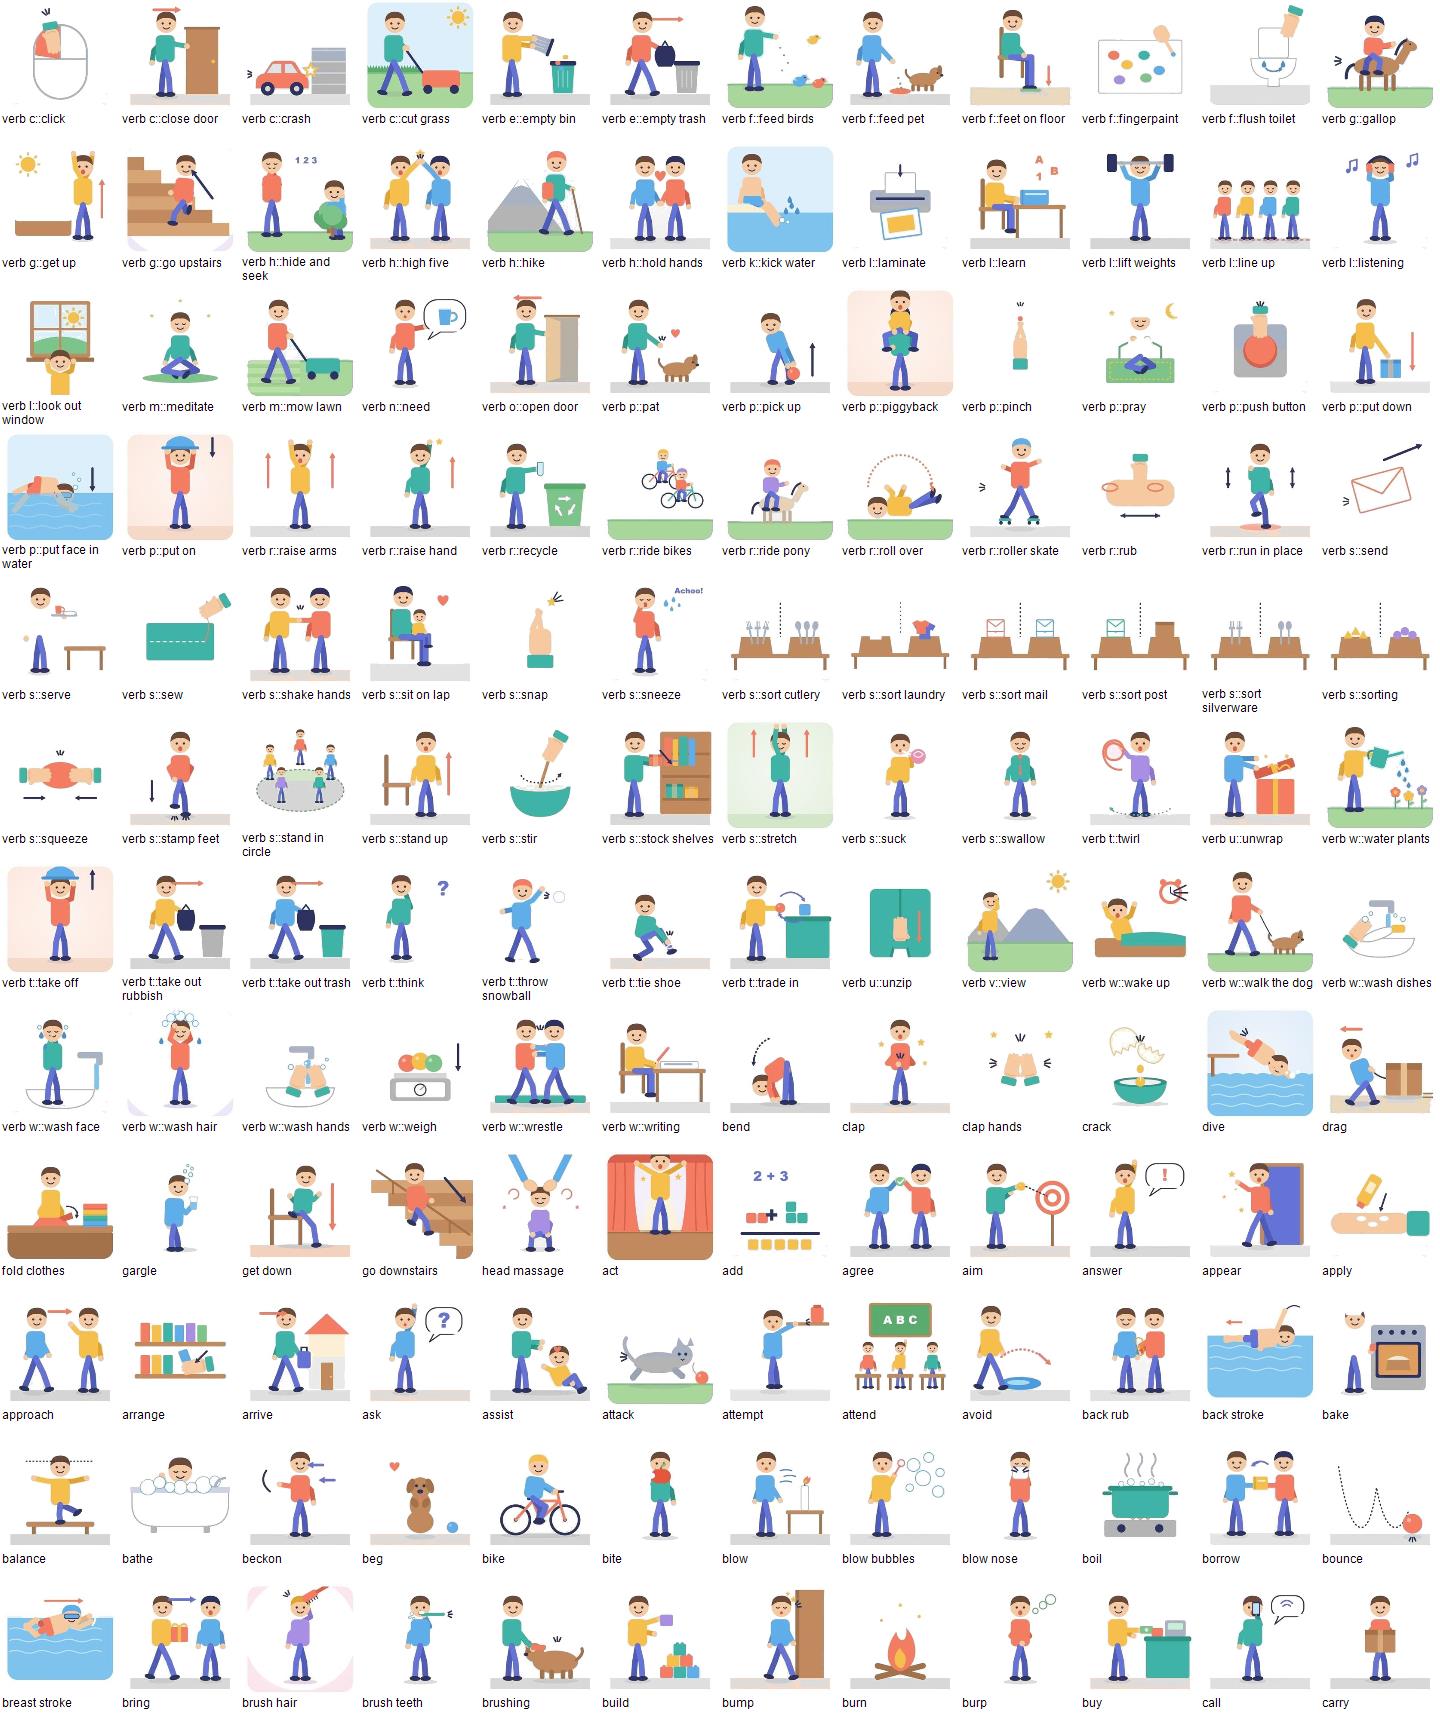 verb c::click
verb c::close door
verb c::crash
verb c::cut grass
verb e::empty bin
verb e::empty trash
verb f::feed birds
verb f::feed pet
verb f::feet on floor
verb f::fingerpaint
verb f::flush toilet
verb g::gallop
1 2 3
A
B
1
verb g::get up
verb g::go upstairs
verb h::hide and
seek
verb h::high five
verb h::hike
verb h::hold hands
verb k::kick water
verb l::laminate
verb l::learn
verb l::lift weights
verb l::line up
verb l::listening
verb l::look out
window
verb m::meditate
verb m::mow lawn
verb n::need
verb o::open door
verb p::pat
verb p::pick up
verb p::piggyback
verb p::pinch
verb p::pray
verb p::push button
verb p::put down
verb p::put face in
water
verb p::put on
verb r::raise arms
verb r::raise hand
verb r::recycle
verb r::ride bikes
verb r::ride pony
verb r::roll over
verb r::roller skate
verb r::rub
verb r::run in place
verb s::send
Achoo!
verb s::serve
verb s::sew
verb s::shake hands
verb s::sit on lap
verb s::snap
verb s::sneeze
verb s::sort cutlery
verb s::sort laundry
verb s::sort mail
verb s::sort post
verb s::sort
silverware
verb s::sorting
verb s::squeeze
verb s::stamp feet
verb s::stand in
circle
verb s::stand up
verb s::stir
verb s::stock shelves
verb s::stretch
verb s::suck
verb s::swallow
verb t::twirl
verb u::unwrap
verb w::water plants
?
verb t::take off
verb t::take out
rubbish
verb t::take out trash
verb t::think
verb t::throw
snowball
verb t::tie shoe
verb t::trade in
verb u::unzip
verb v::view
verb w::wake up
verb w::walk the dog
verb w::wash dishes
verb w::wash face
verb w::wash hair
verb w::wash hands
verb w::weigh
verb w::wrestle
verb w::writing
bend
clap
clap hands
crack
dive
drag
2 + 3
+
!
fold clothes
gargle
get down
go downstairs
head massage
act
add
agree
aim
answer
appear
apply
?
A B C
approach
arrange
arrive
ask
assist
attack
attempt
attend
avoid
back rub
back stroke
bake
balance
bathe
beckon
beg
bike
bite
blow
blow bubbles
blow nose
boil
borrow
bounce
breast stroke
bring
brush hair
brush teeth
brushing
build
bump
burn
burp
buy
call
carry